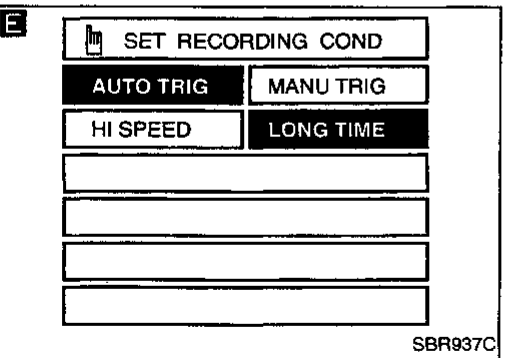 E
SET RECORDING COND
AUTO TRIG MANU TRIG
HI SPEED LONG TIME
SBR937C